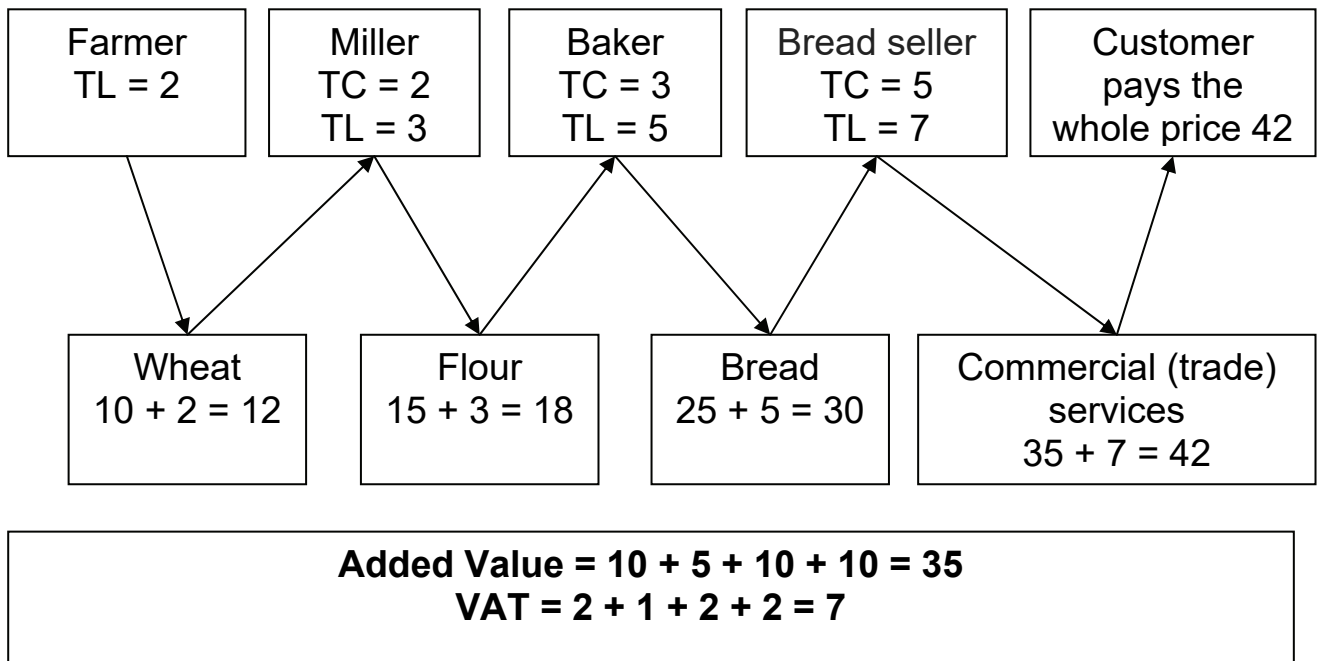 Farmer
TL = 2
Miller
TC = 2
TL = 3
Baker
TC = 3
TL = 5
Bread seller
TC = 5
TL = 7
Customer
pays the
whole price 42
Wheat
10 + 2 = 12
Flour
15 + 3 = 18
Bread
25 + 5 = 30
Commercial (trade)
services
35 + 7 = 42
Added Value = 10 + 5 + 10 + 10 = 35
VAT = 2 + 1 + 2 + 2 = 7